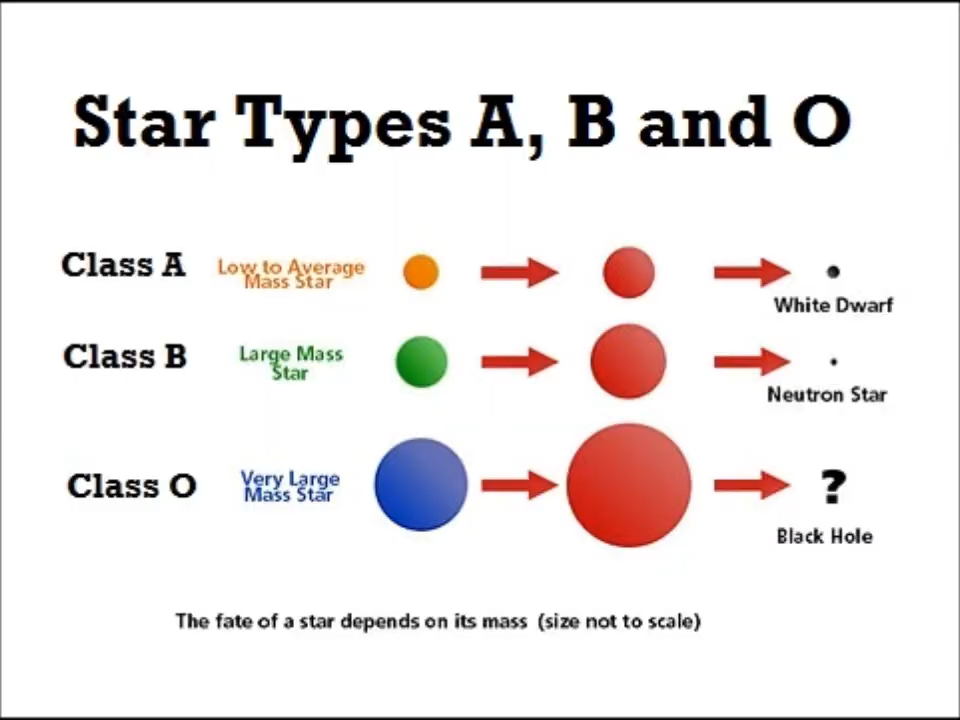 Star Types A, B and O
Class A
Low to Average
Mass Star
White Dwarf
Class B
Large Mass
Star
Neutron Star
Class O
Very Large
Mass Star
?
Black Hole
The fate of a star depends on its mass (size not to scale)